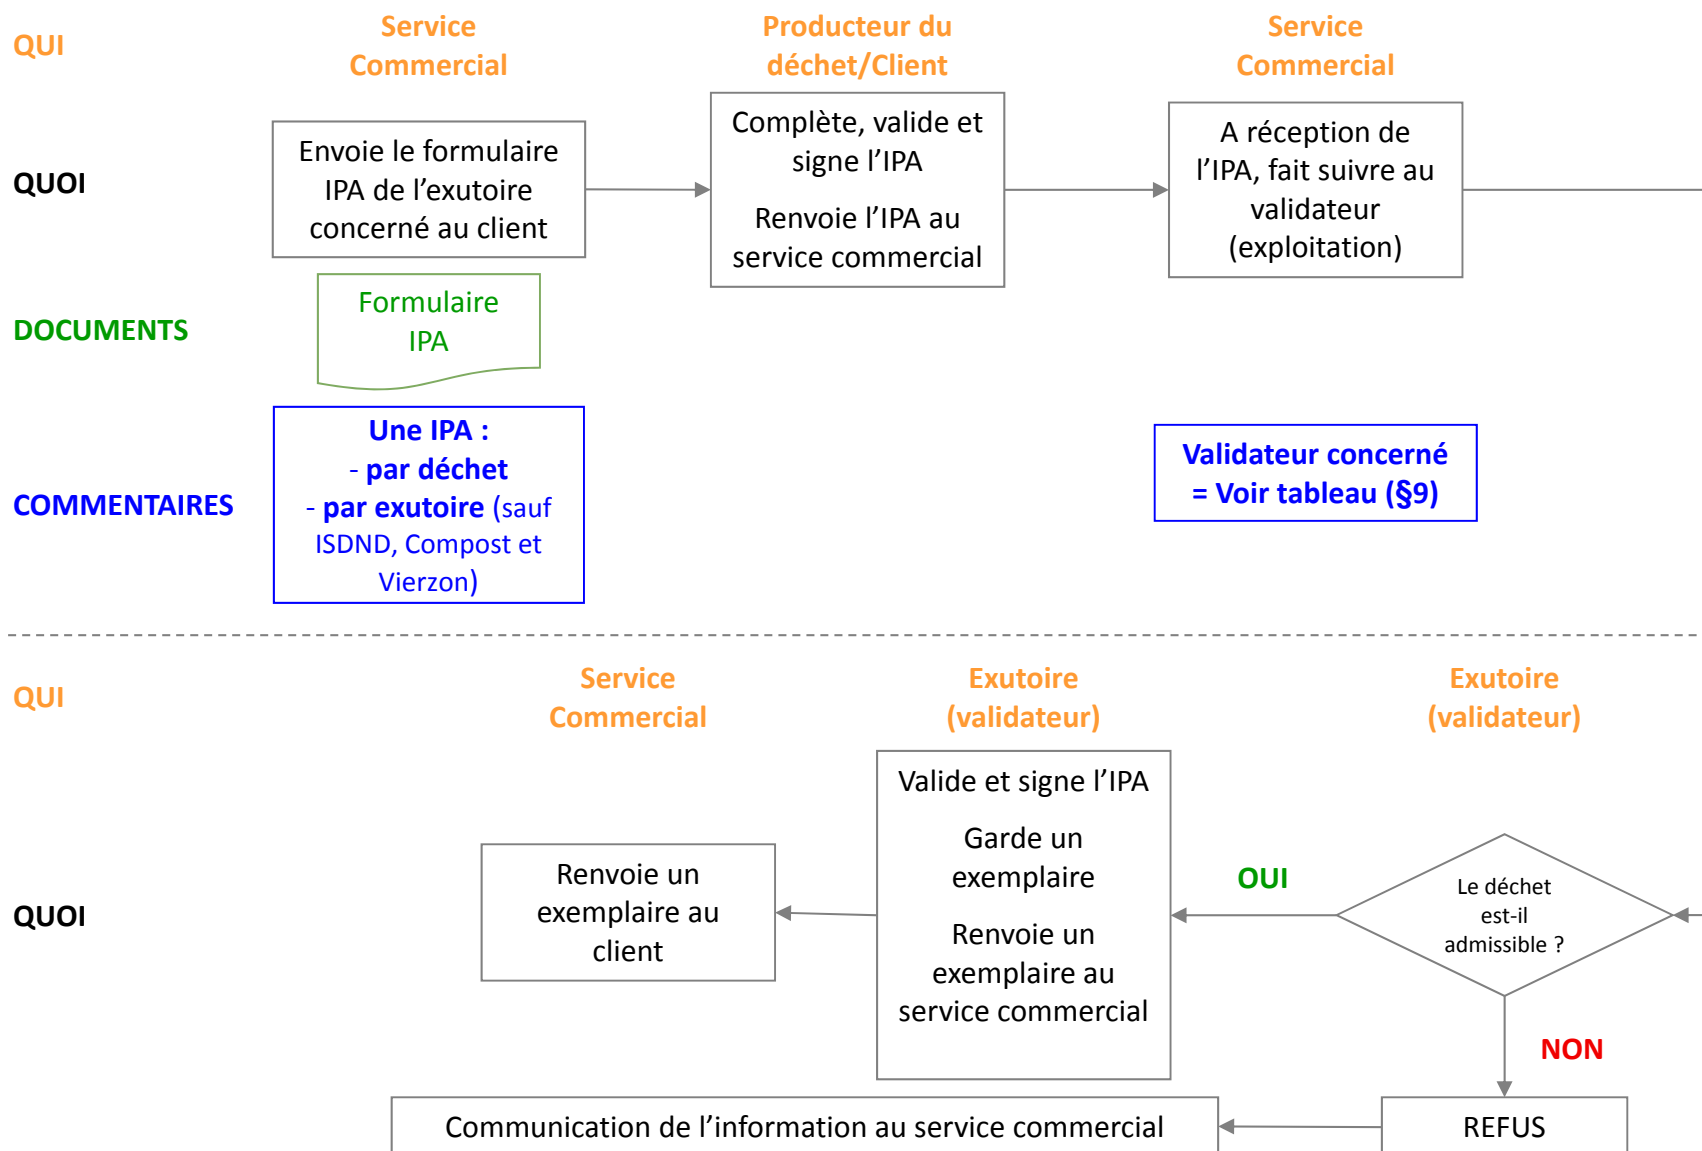 QUI
Service
Commercial
Producteur du
déchet/Client
Service
Commercial
QUOI
Envoie le formulaire
IPA de l’exutoire
concerné au client
Complète, valide et
signe l’IPA
Renvoie l’IPA au
service commercial
A réception de
l’IPA, fait suivre au
validateur
(exploitation)
DOCUMENTS
Formulaire
IPA
COMMENTAIRES
Une IPA :
- par déchet
- par exutoire (sauf
ISDND, Compost et
Vierzon)
Validateur concerné
= Voir tableau (§9)
QUI
Service
Commercial
Exutoire
(validateur)
Exutoire
(validateur)
QUOI
Renvoie un
exemplaire au
client
Valide et signe l’IPA
Garde un
exemplaire
Renvoie un
exemplaire au
service commercial
OUI
Le déchet
est-il
admissible ?
NON
Communication de l’information au service commercial
REFUS